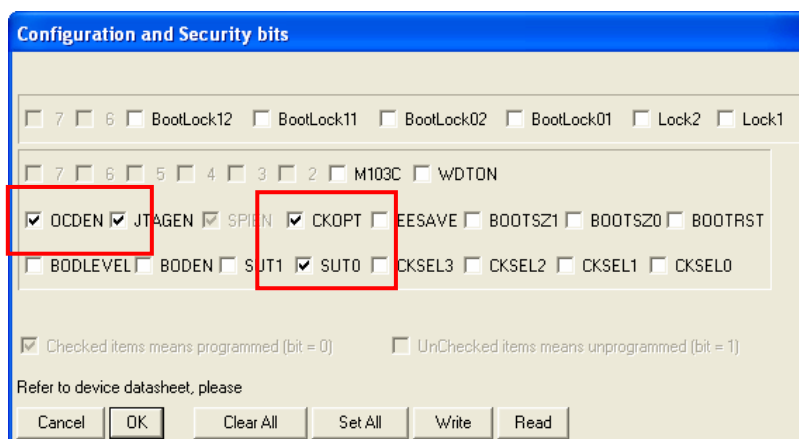 Configuration and Security bits
7 6 BootLock12 BootLock11 BootLock02 BootLock01 Lock2 Lock1
7 6 5 4 3 2 M103C WDTON
OCDEN JTAGEN SPIEN CKOPT EESAVE BOOTSZ1 BOOTSZ0 BOOTRST
BODLEVEL BODEN SUT1 SUT0 CKSEL3 CKSEL2 CKSEL1 CKSEL0
Checked items means programmed (bit = 0) UnChecked items means unprogrammed (bit = 1)
Refer to device datasheet, please
Cancel OK Clear All Set All Write Read